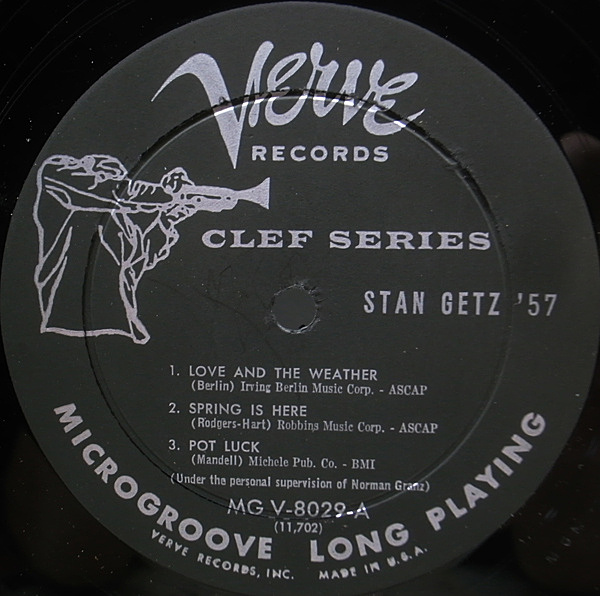 Verve
RECORDS
CLEF SERIES
STAN GETZ '57
1. LOVE AND THE WEATHER
(Berlin) Irving Berlin Music Corp. - ASCAP
2. SPRING IS HERE
(Rodgers-Hart) Robbins Music Corp. - ASCAP
3. POT LUCK
(Mandell) Michele Pub. Co. - BMI
(Under the personal supervision of Norman Granz)
MG V-8029-A
(11,702)
MICROGROOVE LONG PLAYING
VERVE RECORDS, INC. MADE IN U.S.A.